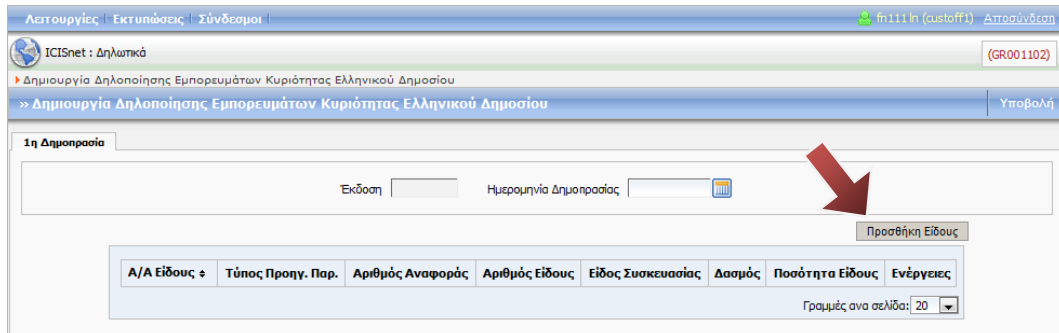 Λειτουργίες Εκτυπώσεις Σύνδεσμοι fn111 ln (custoff1) Αποσύνδεση
ICISnet : Δηλωτικά (GR001102)
Δημιουργία Δηλοποίησης Εμπορευμάτων Κυριότητας Ελληνικού Δημοσίου
» Δημιουργία Δηλοποίησης Εμπορευμάτων Κυριότητας Ελληνικού Δημοσίου Υποβολή
1η Δημοπρασία
Έκδοση Ημερομηνία Δημοπρασίας
Προσθήκη Είδους
Α/Α Είδους Τύπος Προηγ. Παρ. Αριθμός Αναφοράς Αριθμός Είδους Είδος Συσκευασίας Δασμός Ποσότητα Είδους Ενέργειες
Γραμμές ανα σελίδα: 20